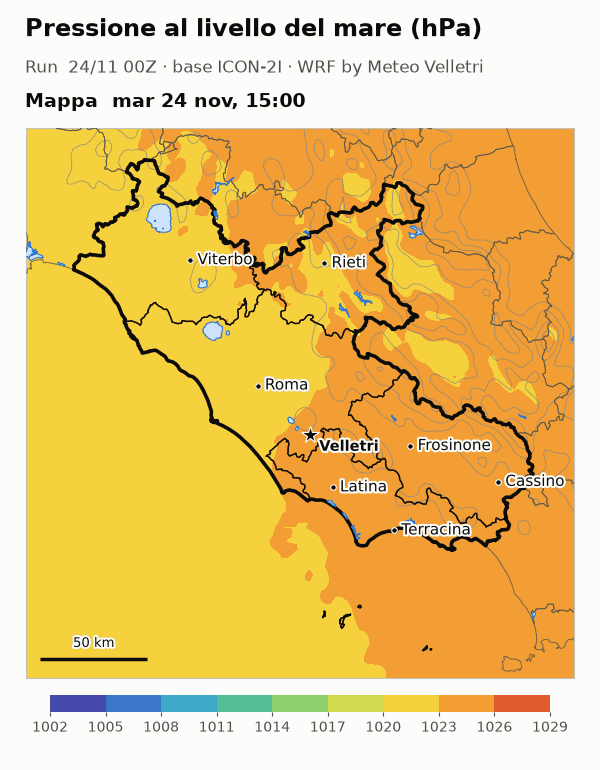 Pressione al livello del mare (hPa)
Run  24/11 00Z · base ICON-2I · WRF by Meteo Velletri
Mappa  mar 24 nov, 15:00
Viterbo
Rieti
Roma
Velletri
Frosinone
Latina
Cassino
Terracina
50 km
1002 1005 1008 1011 1014 1017 1020 1023 1026 1029